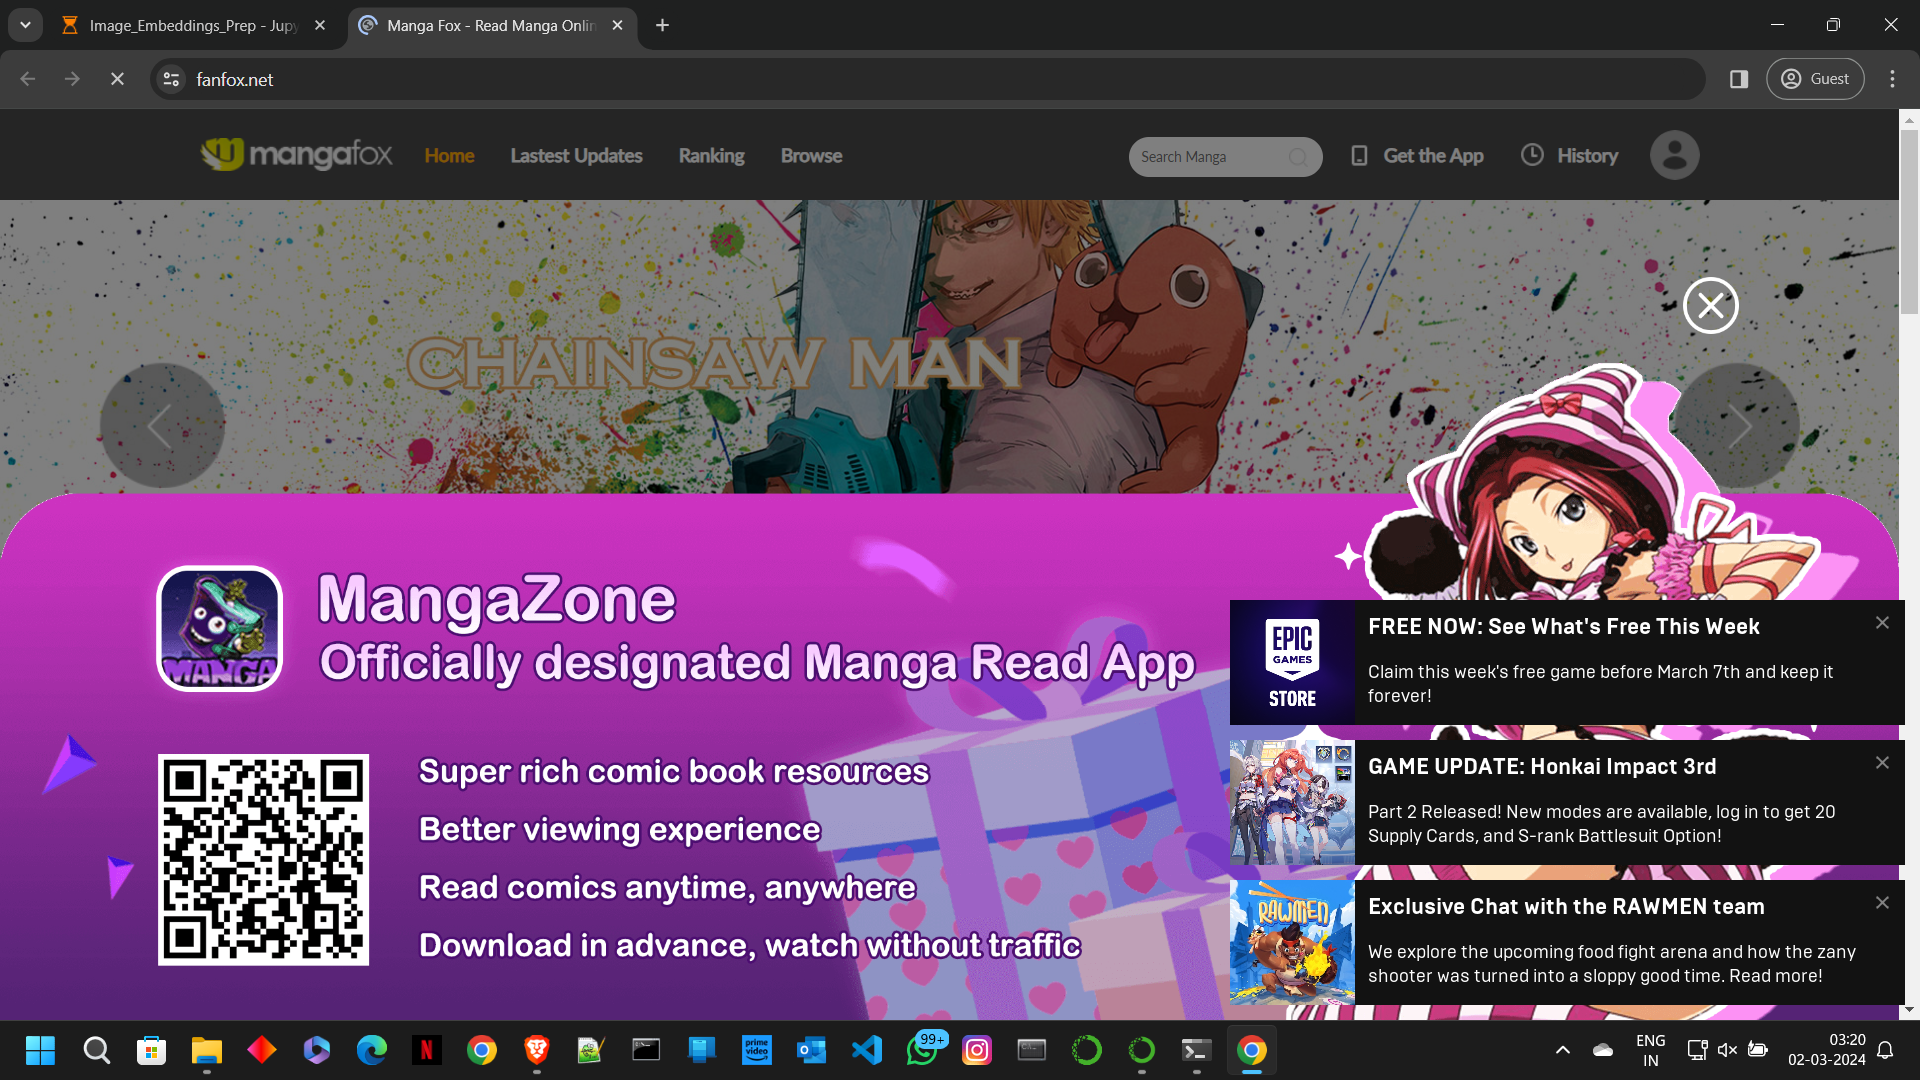 Image_Embeddings_Prep - Jupy
Manga Fox - Read Manga Onlin
fanfox.net
Guest
mangafox
Home
Lastest Updates
Ranking
Browse
Search Manga
Get the App
History
CHAINSAW MAN
MangaZone
Officially designated Manga Read App
MANGA
Super rich comic book resources
Better viewing experience
Read comics anytime, anywhere
Download in advance, watch without traffic
EPIC
GAMES
STORE
FREE NOW: See What's Free This Week
Claim this week's free game before March 7th and keep it
forever!
GAME UPDATE: Honkai Impact 3rd
Part 2 Released! New modes are available, log in to get 20
Supply Cards, and S-rank Battlesuit Option!
RAWMEN
Exclusive Chat with the RAWMEN team
We explore the upcoming food fight arena and how the zany
shooter was turned into a sloppy good time. Read more!
N
prime
video
99+
ENG
IN
03:20
02-03-2024